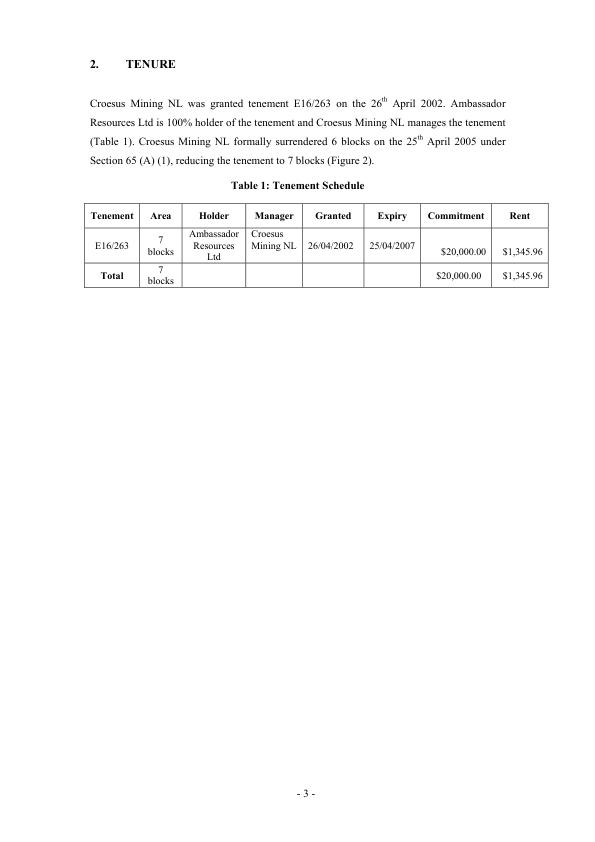 2. TENURE
Croesus Mining NL was granted tenement E16/263 on the 26th April 2002. Ambassador
Resources Ltd is 100% holder of the tenement and Croesus Mining NL manages the tenement
(Table 1). Croesus Mining NL formally surrendered 6 blocks on the 25th April 2005 under
Section 65 (A) (1), reducing the tenement to 7 blocks (Figure 2).
Table 1: Tenement Schedule
Tenement Area Holder Manager Granted Expiry Commitment Rent
E16/263 7 blocks Ambassador Resources Ltd Croesus Mining NL 26/04/2002 25/04/2007 $20,000.00 $1,345.96
Total 7 blocks $20,000.00 $1,345.96
- 3 -